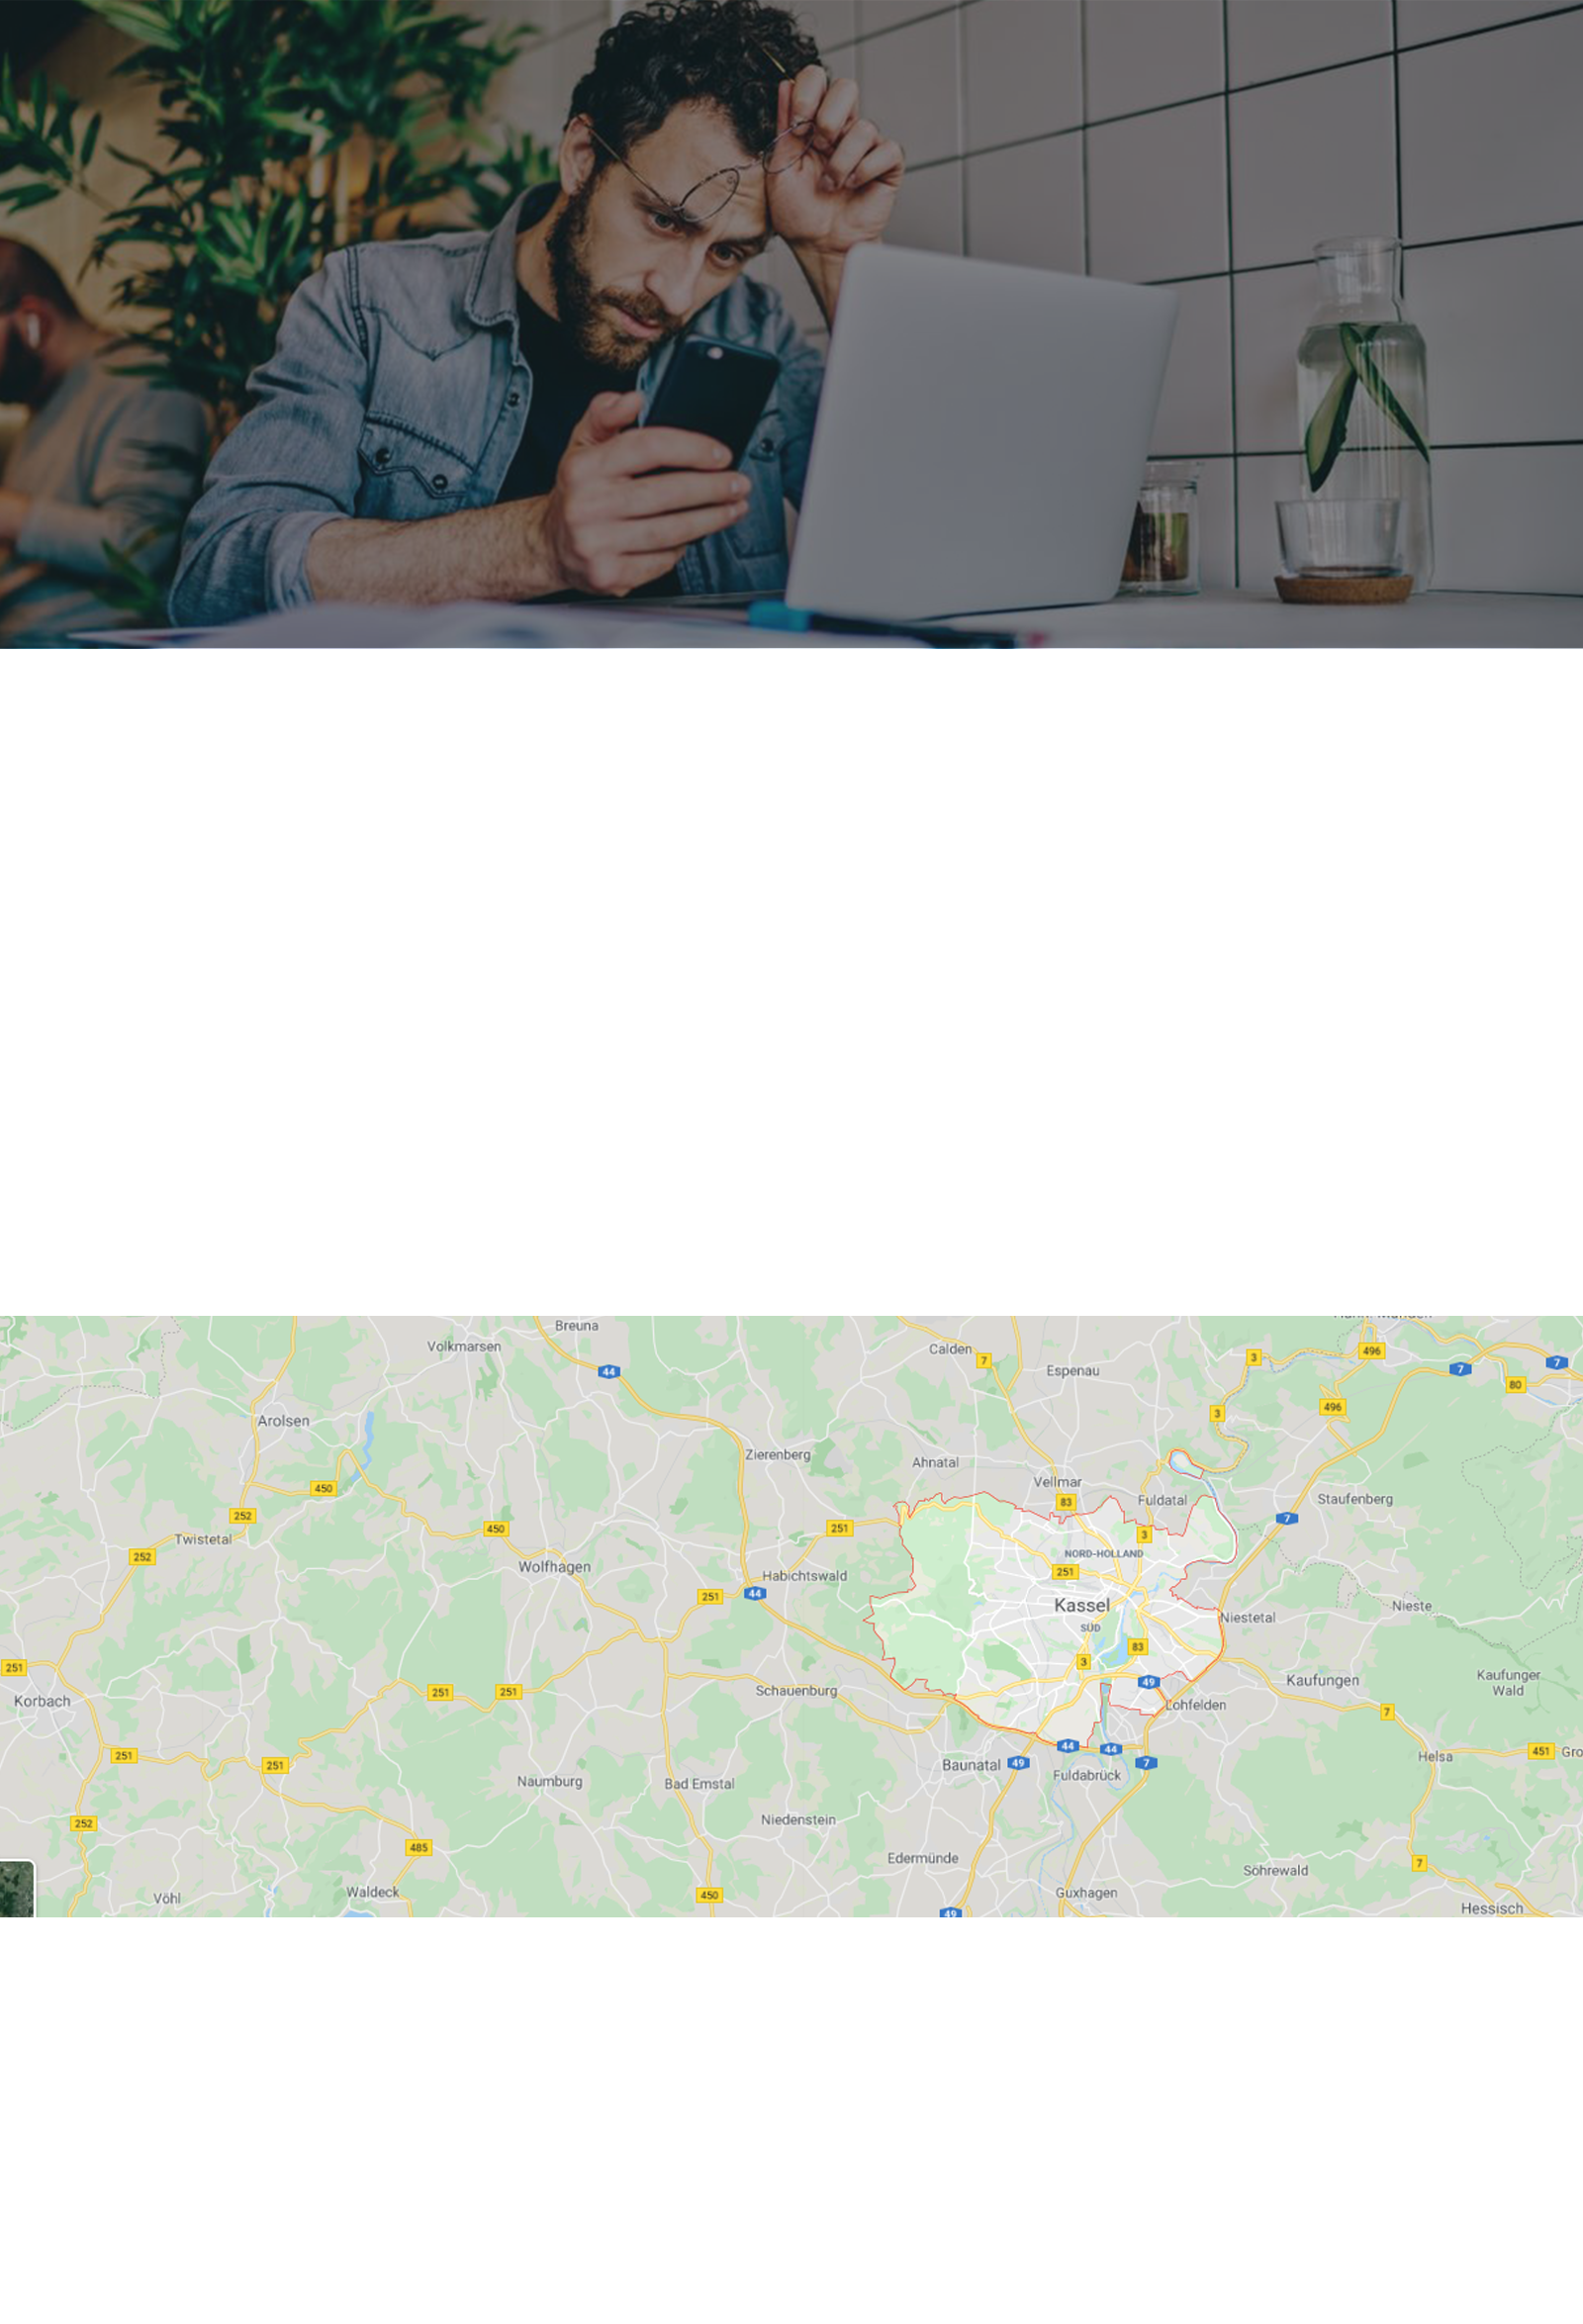 Breuna
Volkmarsen
44
Calden
7
Espenau
3
496
7
7
80
496
3
Arolsen
Zierenberg
Ahnatal
Vellmar
83
Fuldatal
Staufenberg
450
252
Twistetal
252
450
251
3
7
Wolfhagen
NORD-HOLLAND
251
Habichtswald
251
44
Kassel
SÜD
Nieste
Niestetal
83
3
251
Korbach
251
251
Schauenburg
49
Lohfelden
Kaufungen
Kaufunger
Wald
7
251
251
44
44
49
7
Baunatal
Fuldabrück
Helsa
451
Gro
Naumburg
Bad Emstal
252
Niedenstein
485
Edermünde
7
Söhrewald
Vöhl
Waldeck
450
Guxhagen
49
Hessisch